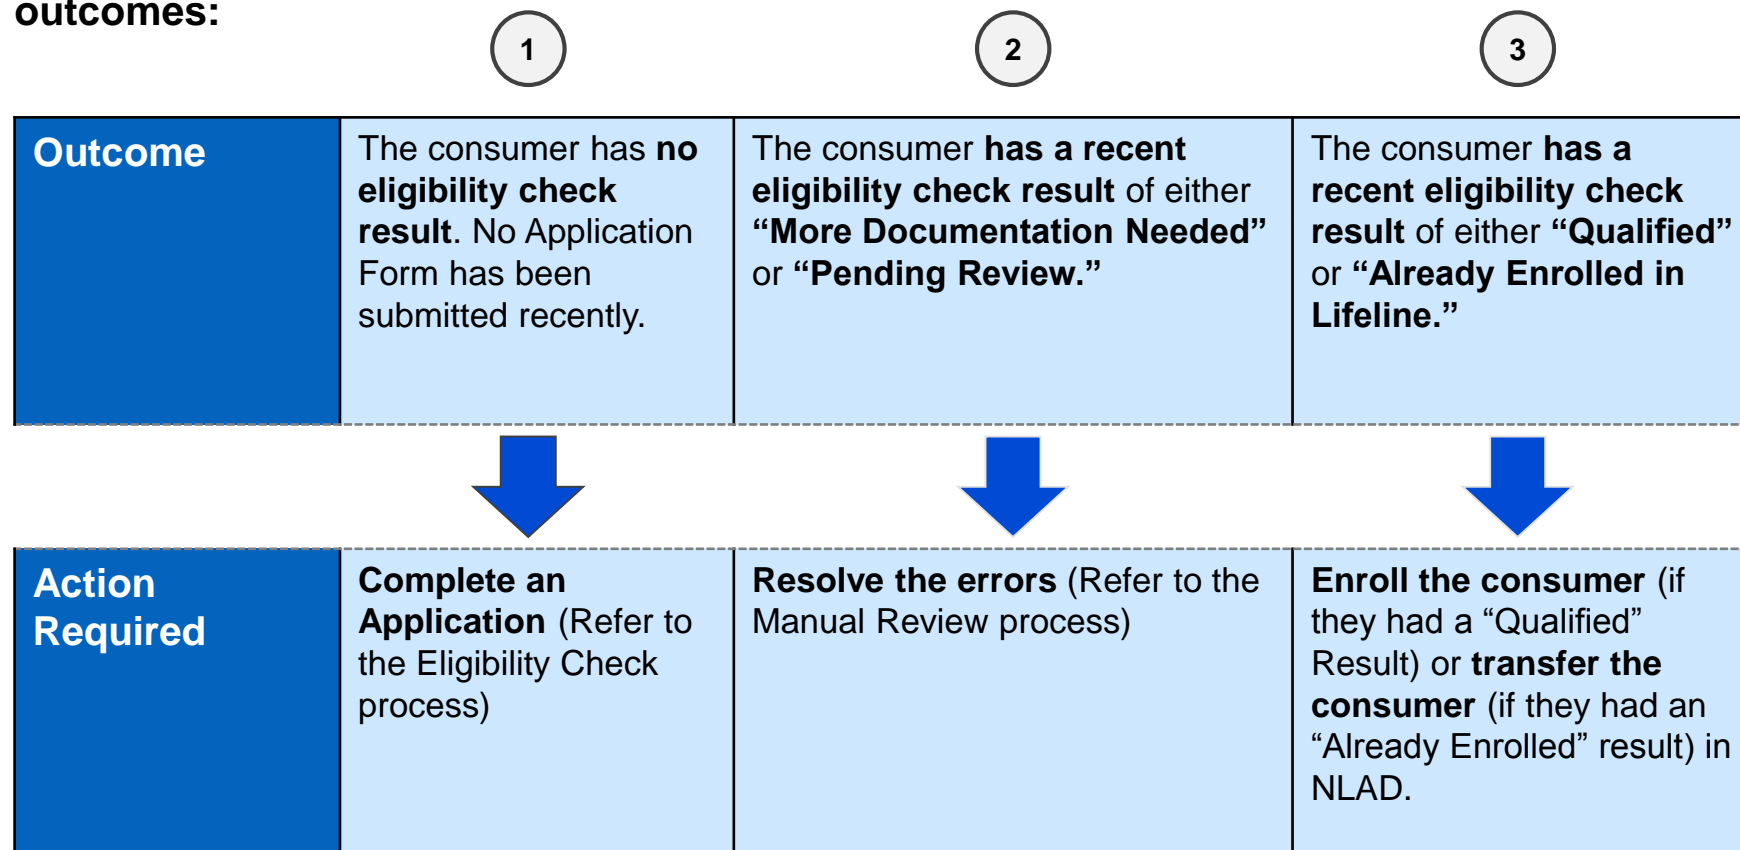 outcomes:
1
2
3
Outcome
The consumer has no
eligibility check
result. No Application
Form has been
submitted recently.
The consumer has a recent
eligibility check result of either
“More Documentation Needed”
or “Pending Review.”
The consumer has a
recent eligibility check
result of either “Qualified”
or “Already Enrolled in
Lifeline.”
Action
Required
Complete an
Application (Refer to
the Eligibility Check
process)
Resolve the errors (Refer to the
Manual Review process)
Enroll the consumer (if
they had a “Qualified”
Result) or transfer the
consumer (if they had an
“Already Enrolled” result) in
NLAD.